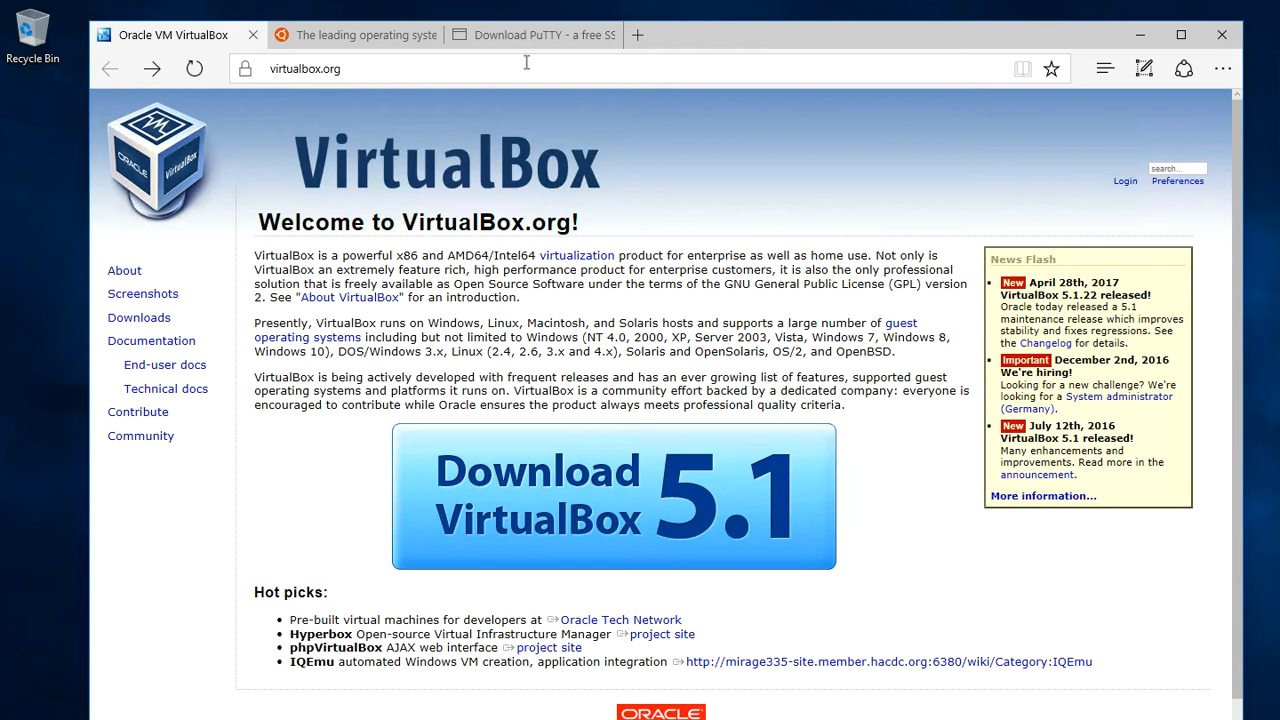 Recycle Bin
Oracle VM VirtualBox
The leading operating syste
Download PuTTY - a free SS
virtualbox.org
ORACLE
VirtualBox
VirtualBox
Login
search...
Preferences
Welcome to VirtualBox.org!
About
Screenshots
Downloads
Documentation
End-user docs
Technical docs
Contribute
Community
VirtualBox is a powerful x86 and AMD64/Intel64 virtualization product for enterprise as well as home use. Not only is
VirtualBox an extremely feature rich, high performance product for enterprise customers, it is also the only professional
solution that is freely available as Open Source Software under the terms of the GNU General Public License (GPL) version
2. See "About VirtualBox" for an introduction.
Presently, VirtualBox runs on Windows, Linux, Macintosh, and Solaris hosts and supports a large number of guest
operating systems including but not limited to Windows (NT 4.0, 2000, XP, Server 2003, Vista, Windows 7, Windows 8,
Windows 10), DOS/Windows 3.x, Linux (2.4, 2.6, 3.x and 4.x), Solaris and OpenSolaris, OS/2, and OpenBSD.
VirtualBox is being actively developed with frequent releases and has an ever growing list of features, supported guest
operating systems and platforms it runs on. VirtualBox is a community effort backed by a dedicated company: everyone is
encouraged to contribute while Oracle ensures the product always meets professional quality criteria.
Download
VirtualBox
5.1
Hot picks:
• Pre-built virtual machines for developers at Oracle Tech Network
• Hyperbox Open-source Virtual Infrastructure Manager project site
• phpVirtualBox AJAX web interface project site
• IQEmu automated Windows VM creation, application integration http://mirage335-site.member.hacdc.org:6380/wiki/Category:IQEmu
News Flash
• New April 28th, 2017
VirtualBox 5.1.22 released!
Oracle today released a 5.1
maintenance release which improves
stability and fixes regressions. See
the Changelog for details.
• Important December 2nd, 2016
We're hiring!
Looking for a new challenge? We're
looking for a System administrator
(Germany).
• New July 12th, 2016
VirtualBox 5.1 released!
Many enhancements and
improvements. Read more in the
announcement.
More information...
ORACLE